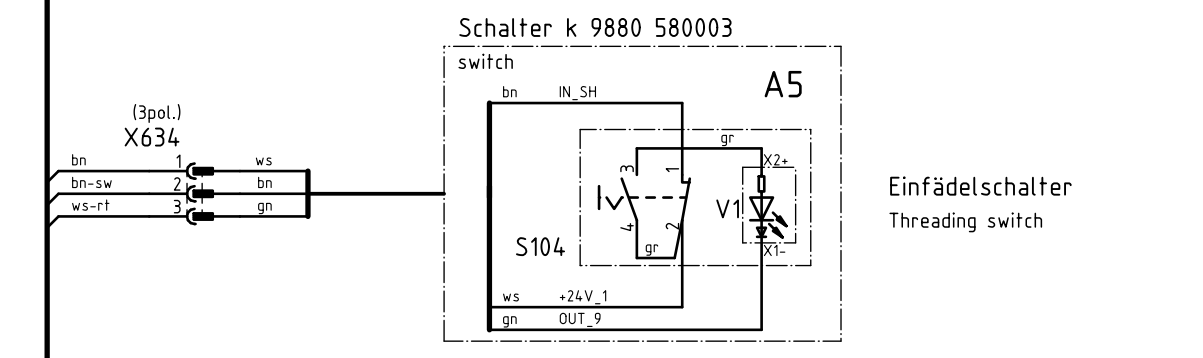 Schalter k 9880 580003
switch
A5
bn IN_SH
(3pol.)
X634
gr
bn 1 ws
X2+
3 1
bn-sw 2 bn
Einfädelschalter
ws-rt 3 gn
V1
Threading switch
4 2
S104 gr
X1-
ws +24V_1
gn OUT_9